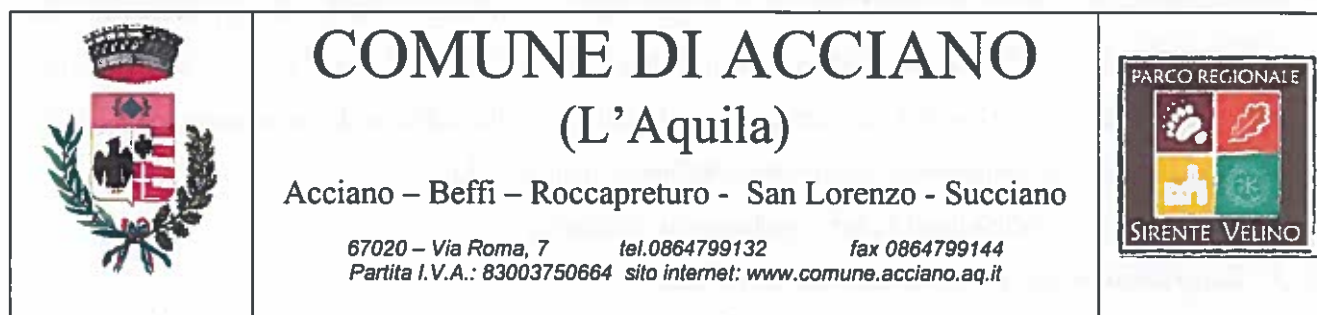 COMUNE DI ACCIANO
(L'Aquila)
Acciano – Beffi – Roccapreturo - San Lorenzo - Succiano
67020 – Via Roma, 7 tel.0864799132 fax 0864799144
Partita I.V.A.: 83003750664 sito internet: www.comune.acciano.aq.it
PARCO REGIONALE
SIRENTE VELINO